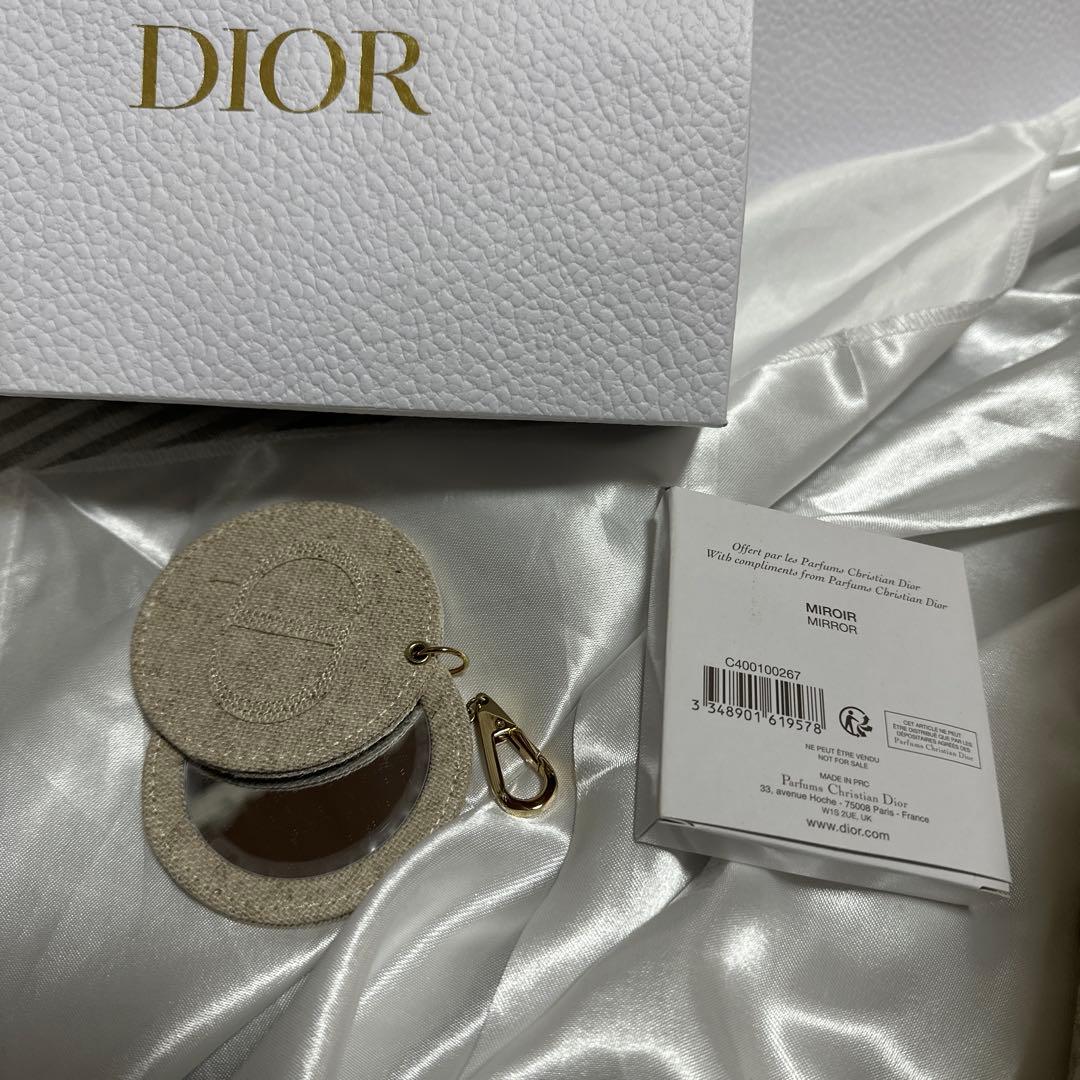 DIOR
CD
Offert par les Parfums Christian Dior
With compliments from Parfums Christian Dior
MIROIR
MIRROR
C400100267
3 348901 619578
CET ARTICLE NE PEUT
ÊTRE DISTRIBUÉ QUE PAR LES
DÉPOSITAIRES AGRÉÉS DES
Parfums Christian Dior
NE PEUT ÊTRE VENDU
NOT FOR SALE
MADE IN PRC
Parfums Christian Dior
33, avenue Hoche - 75008 Paris - France
W1S 2UE, UK
www.dior.com